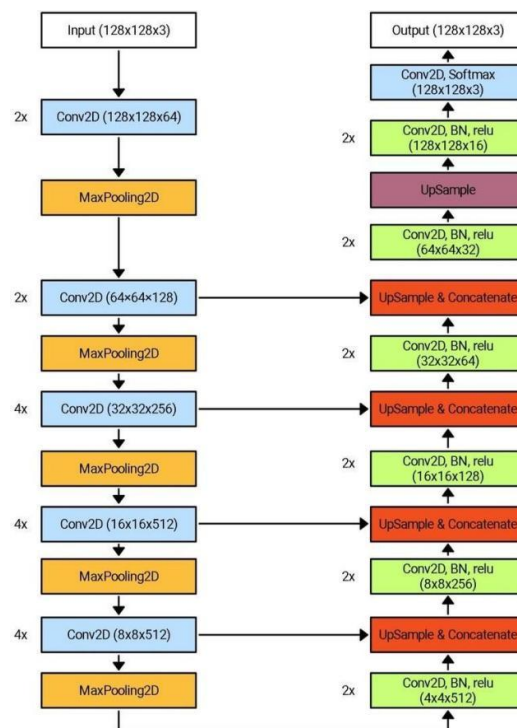 Input (128x128x3)
2x
Conv2D (128x128x64)
MaxPooling2D
2x
Conv2D (64×64×128)
MaxPooling2D
4x
Conv2D (32x32x256)
MaxPooling2D
4x
Conv2D (16x16x512)
MaxPooling2D
4x
Conv2D (8x8x512)
MaxPooling2D
Output (128x128x3)
Conv2D, Softmax
(128x128x3)
2x
Conv2D, BN, relu
(128x128x16)
UpSample
2x
Conv2D, BN, relu
(64x64x32)
UpSample & Concatenate
2x
Conv2D, BN, relu
(32x32x64)
UpSample & Concatenate
2x
Conv2D, BN, relu
(16x16x128)
UpSample & Concatenate
2x
Conv2D, BN, relu
(8x8x256)
UpSample & Concatenate
2x
Conv2D, BN, relu
(4x4x512)